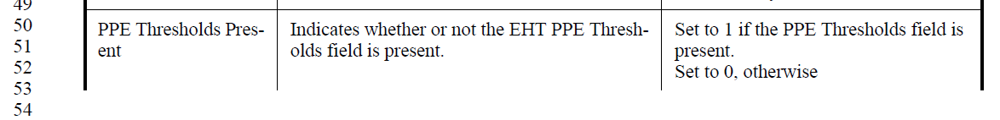 49
50 PPE Thresholds Pres- Indicates whether or not the EHT PPE Thresh- Set to 1 if the PPE Thresholds field is
51 ent olds field is present. present.
52 Set to 0, otherwise
53
54